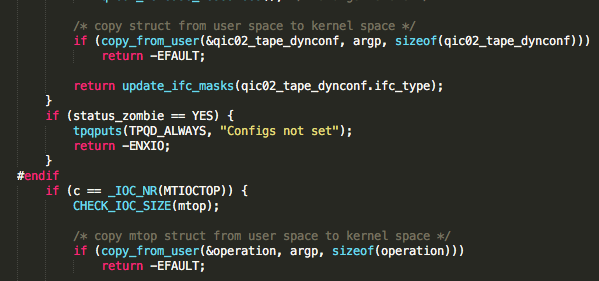 /* copy struct from user space to kernel space */
if (copy_from_user(&qic02_tape_dynconf, argp, sizeof(qic02_tape_dynconf)))
return -EFAULT;
return update_ifc_masks(qic02_tape_dynconf.ifc_type);
}
if (status_zombie == YES) {
tpqputs(TPQD_ALWAYS, "Configs not set");
return -ENXIO;
}
#endif
if (c == _IOC_NR(MTIOCTOP)) {
CHECK_IOC_SIZE(mtop);
/* copy mtop struct from user space to kernel space */
if (copy_from_user(&operation, argp, sizeof(operation)))
return -EFAULT;